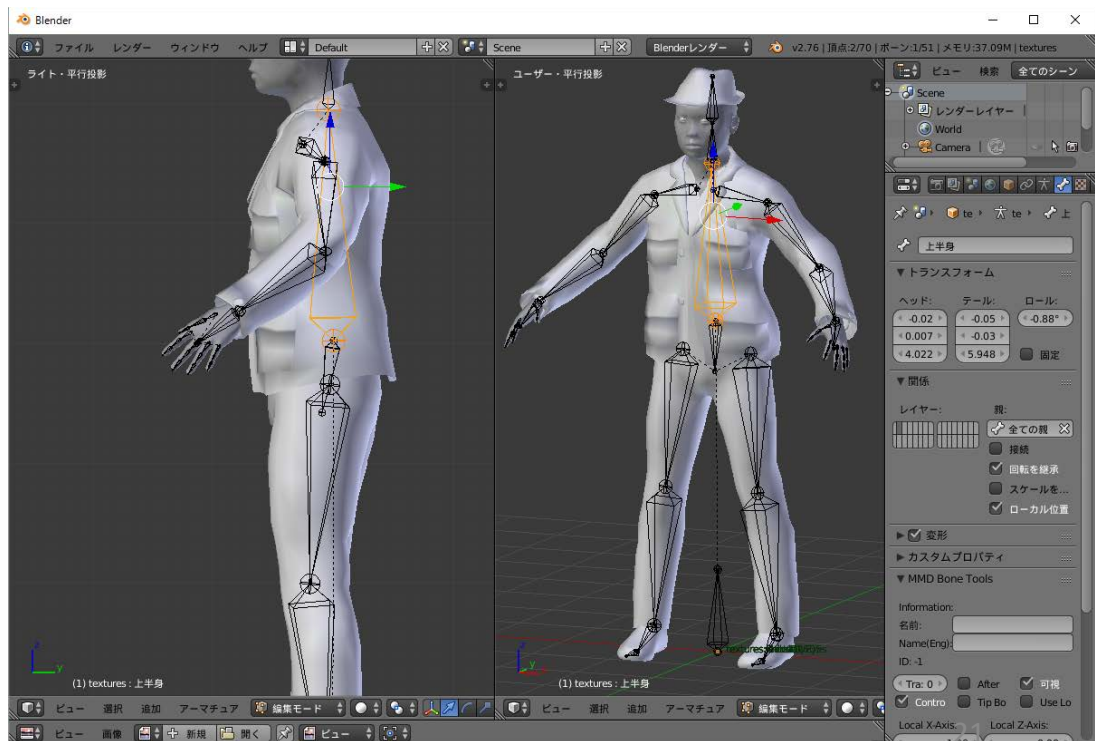 Blender
ファイル レンダー ウィンドウ ヘルプ Default Scene Blenderレンダー v2.76 | 頂点:2/70 | ボーン:1/51 | メモリ:37.09M | textures
ライト・平行投影
ユーザー・平行投影
ビュー 検索 全てのシーン
Scene
レンダーレイヤー
World
Camera
te te 上
上半身
トランスフォーム
ヘッド: テール: ロール:
-0.02 -0.05 -0.88°
0.007 -0.03
4.022 5.948 固定
関係
レイヤー: 親:
全ての親
接続
回転を継承
スケールを...
ローカル位置
変形
カスタムプロパティ
MMD Bone Tools
Information:
名前:
Name(Eng):
ID: -1
Tra: 0 After 可視
Contro Tip Bo Use Lo
Local X-Axis: Local Z-Axis:
z
y
(1) textures : 上半身
(1) textures : 上半身
ビュー 選択 追加 アーマチュア 編集モード
ビュー 選択 追加 アーマチュア 編集モード
ビュー 画像 新規 開く ビュー
21